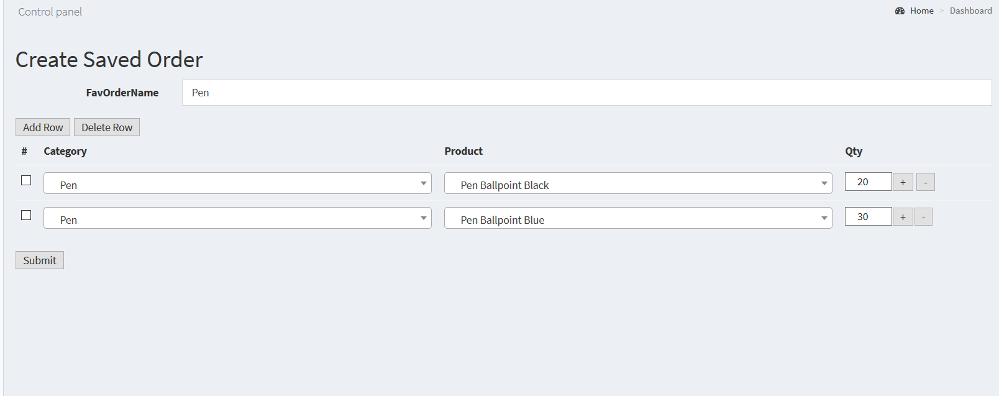 Control panel
Home > Dashboard
Create Saved Order
FavOrderName Pen
Add Row Delete Row
# Category Product Qty
Pen Pen Ballpoint Black 20 + -
Pen Pen Ballpoint Blue 30 + -
Submit